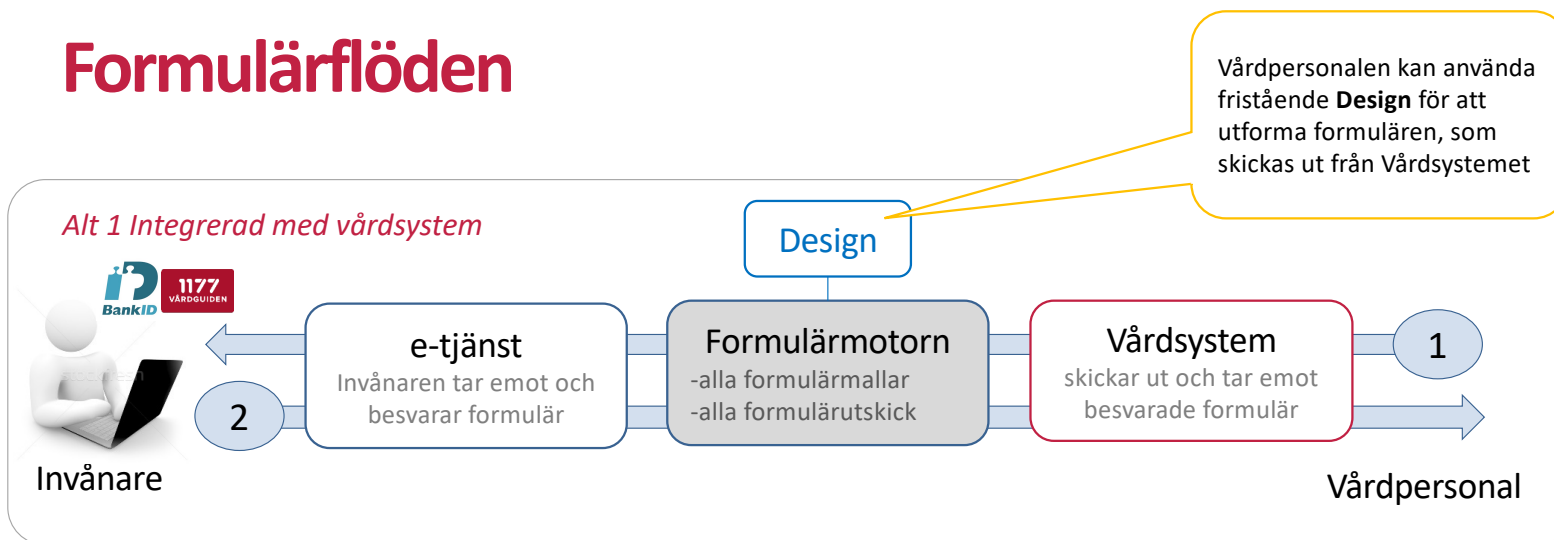 Formulärflöden
Vårdpersonalen kan använda
fristående Design för att
utforma formulären, som
skickas ut från Vårdsystemet
Alt 1 Integrerad med vårdsystem
Design
BankID
1177
VÅRDGUIDEN
e-tjänst
Invånaren tar emot och
besvarar formulär
Formulärmotorn
-alla formulärmallar
-alla formulärutskick
Vårdsystem
skickar ut och tar emot
besvarade formulär
1
2
Invånare
Vårdpersonal